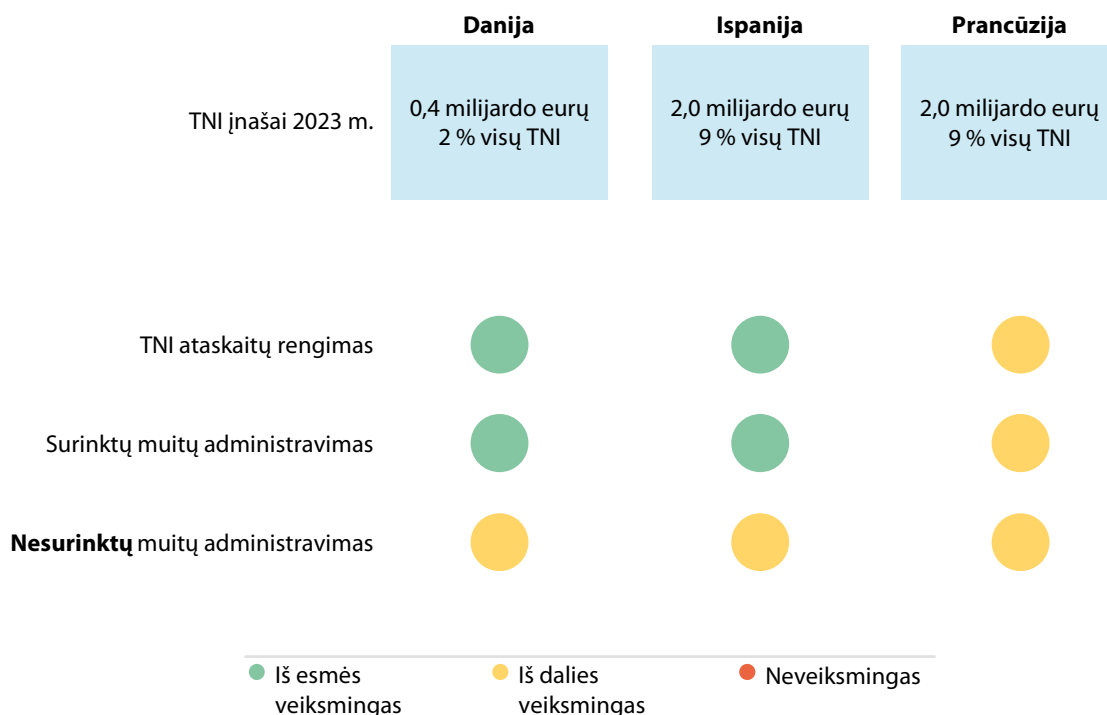 Danija
Ispanija
Prancūzija
TNI įnašai 2023 m.
0,4 milijardo eurų
2 % visų TNI
2,0 milijardo eurų
9 % visų TNI
2,0 milijardo eurų
9 % visų TNI
TNI ataskaitų rengimas
Surinktų muitų administravimas
Nesurinktų muitų administravimas
Iš esmės
veiksmingas
Iš dalies
veiksmingas
Neveiksmingas